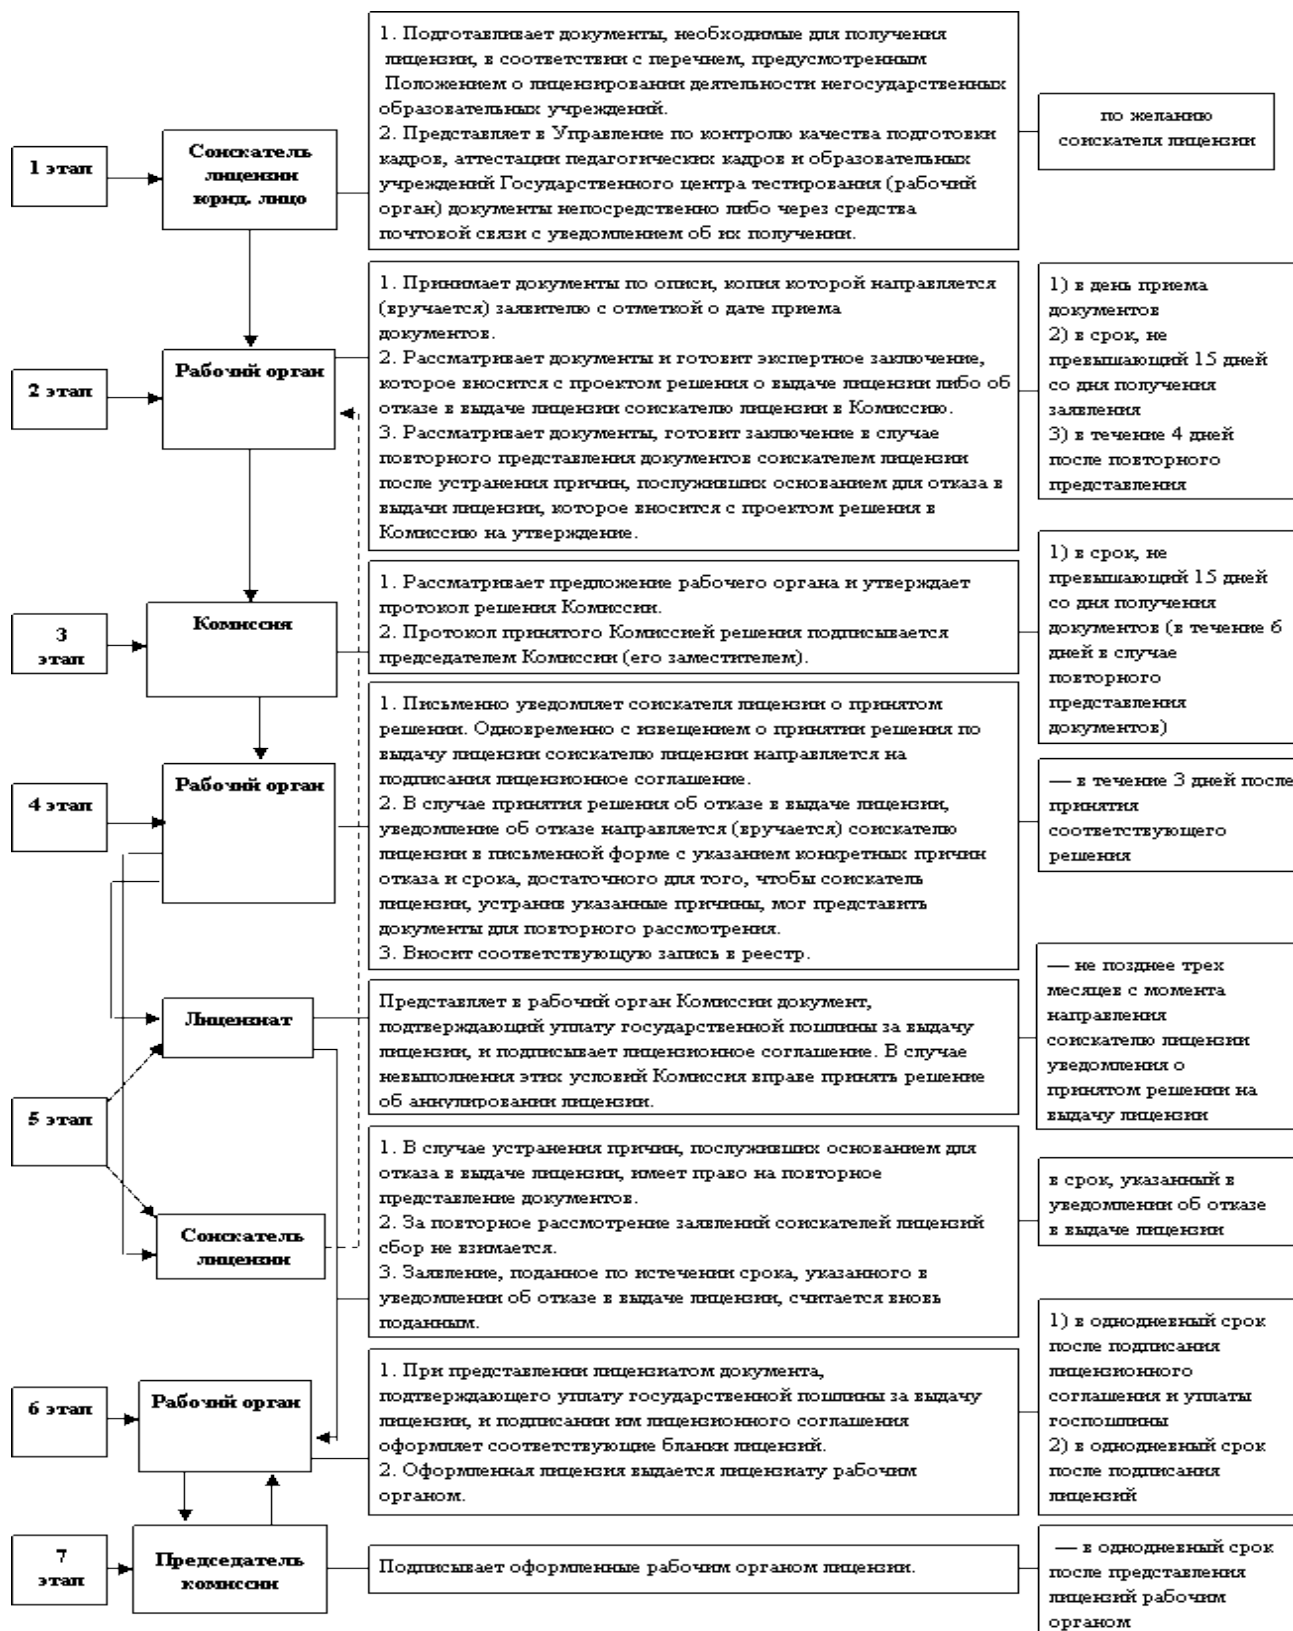 1 этап
Соискатель
лицензии
юрид. лицо
1. Подготавливает документы, необходимые для получения
лицензии, в соответствии с перечнем, предусмотренным
Положением о лицензировании деятельности негосударственных
образовательных учреждений.
2. Представляет в Управление по контролю качества подготовки
кадров, аттестации педагогических кадров и образовательных
учреждений Государственного центра тестирования (рабочий
орган) документы непосредственно либо через средства
почтовой связи с уведомлением об их получении.
по желанию
соискателя лицензии
2 этап
Рабочий орган
1. Принимает документы по описи, копия которой направляется
(вручается) заявителю с отметкой о дате приема
документов.
2. Рассматривает документы и готовит экспертное заключение,
которое вносится с проектом решения о выдаче лицензии либо об
отказе в выдаче лицензии соискателю лицензии в Комиссию.
3. Рассматривает документы, готовит заключение в случае
повторного представления документов соискателем лицензии
после устранения причин, послуживших основанием для отказа в
выдачи лицензии, которое вносится с проектом решения в
Комиссию на утверждение.
1) в день приема
документов
2) в срок, не
превышающий 15 дней
со дня получения
заявления
3) в течение 4 дней
после повторного
представления
3
этап
Комиссия
1. Рассматривает предложение рабочего органа и утверждает
протокол решения Комиссии.
2. Протокол принятого Комиссией решения подписывается
председателем Комиссии (его заместителем).
1) в срок, не
превышающий 15 дней
со дня получения
документов (в течение 6
дней в случае
повторного
представления
документов)
4 этап
Рабочий орган
1. Письменно уведомляет соискателя лицензии о принятом
решении. Одновременно с извещением о принятии решения по
выдачу лицензии соискателю лицензии направляется на
подписания лицензионное соглашение.
2. В случае принятия решения об отказе в выдаче лицензии,
уведомление об отказе направляется (вручается) соискателю
лицензии в письменной форме с указанием конкретных причин
отказа и срока, достаточного для того, чтобы соискатель
лицензии, устранив указанные причины, мог представить
документы для повторного рассмотрения.
3. Вносит соответствующую запись в реестр.
— в течение 3 дней после
принятия
соответствующего
решения
5 этап
Лицензиат
Представляет в рабочий орган Комиссии документ,
подтверждающий уплату государственной пошлины за выдачу
лицензии, и подписывает лицензионное соглашение. В случае
невыполнения этих условий Комиссия вправе принять решение
об аннулировании лицензии.
— не позднее трех
месяцев с момента
направления
соискателю лицензии
уведомления о
принятом решении на
выдачу лицензии
Соискатель
лицензии
1. В случае устранения причин, послуживших основанием для
отказа в выдаче лицензии, имеет право на повторное
представление документов.
2. За повторное рассмотрение заявлений соискателей лицензий
сбор не взимается.
3. Заявление, поданное по истечении срока, указанного в
уведомлении об отказе в выдаче лицензии, считается вновь
поданным.
в срок, указанный в
уведомлении об отказе
в выдаче лицензии
6 этап
Рабочий орган
1. При представлении лицензиатом документа,
подтверждающего уплату государственной пошлины за выдачу
лицензии, и подписании им лицензионного соглашения
оформляет соответствующие бланки лицензий.
2. Оформленная лицензия выдается лицензиату рабочим
органом.
1) в однодневный срок
после подписания
лицензионного
соглашения и уплаты
госпошлины
2) в однодневный срок
после подписания
лицензий
7
этап
Председатель
комиссии
Подписывает оформленные рабочим органом лицензии.
— в однодневный срок
после представления
лицензий рабочим
органом